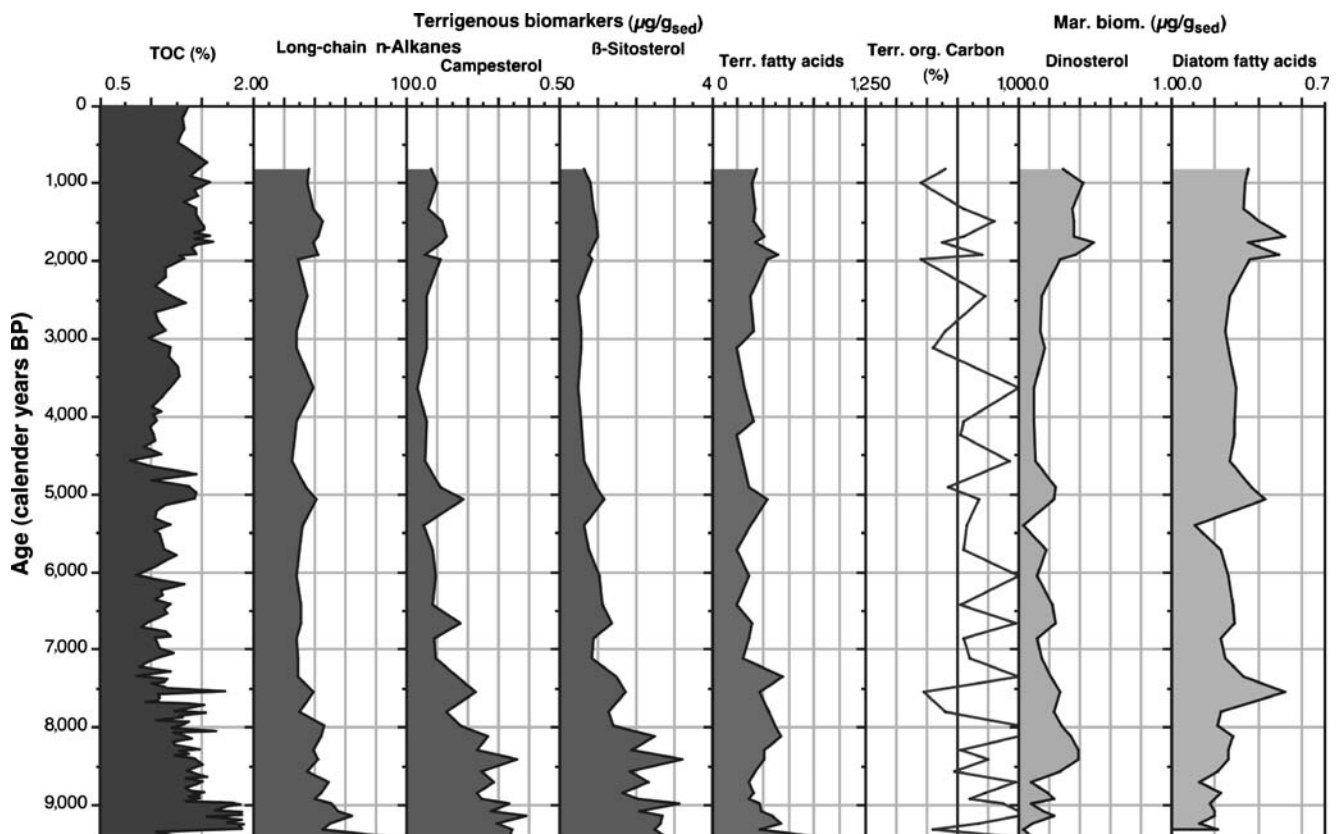 Terrigenous biomarkers (µg/gsed) Mar. biom. (µg/gsed)
TOC (%) Long-chain n-Alkanes Campesterol ß-Sitosterol Terr. fatty acids Terr. org. Carbon (%) Dinosterol Diatom fatty acids
0.5 2.00 100.0 0.50 4 0 1,250 1,000.0 1.00.0 0.7
Age (calender years BP)
0
1,000
2,000
3,000
4,000
5,000
6,000
7,000
8,000
9,000